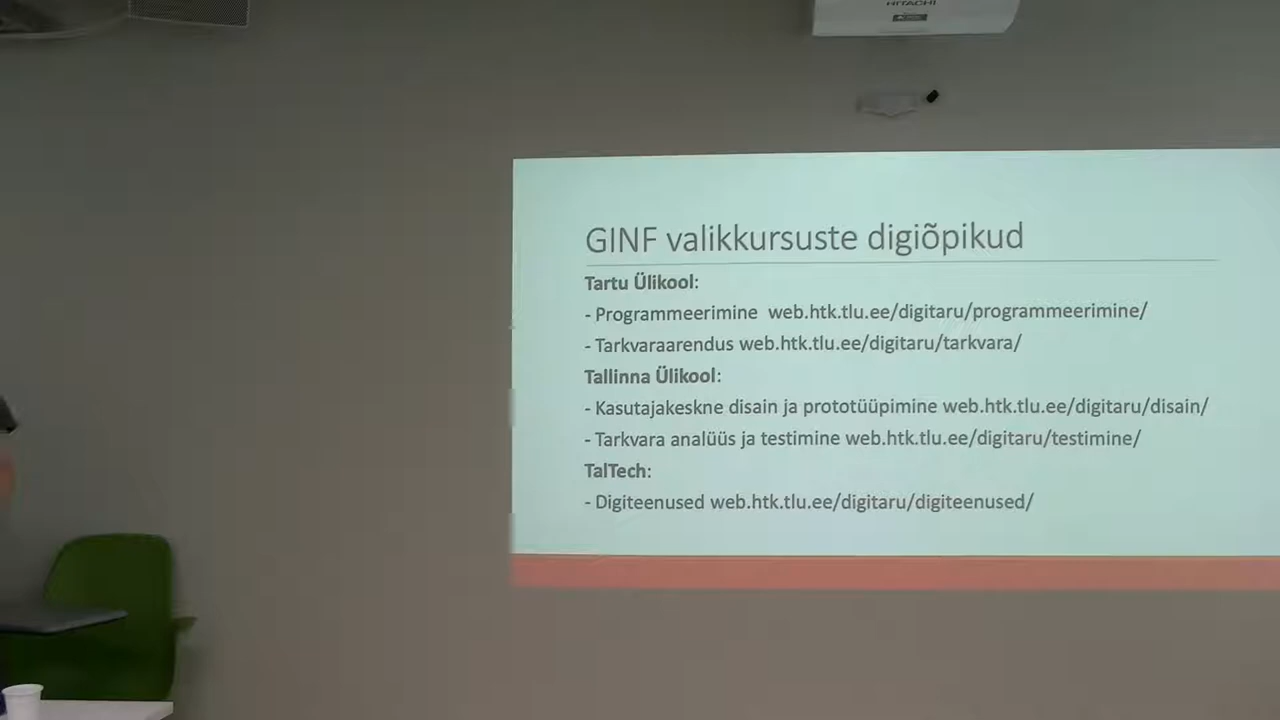 HITACHI
GINF valikkursuste digiõpikud
Tartu Ülikool:
- Programmeerimine web.htk.tlu.ee/digitaru/programmeerimine/
- Tarkvaraarendus web.htk.tlu.ee/digitaru/tarkvara/
Tallinna Ülikool:
- Kasutajakeskne disain ja prototüüpimine web.htk.tlu.ee/digitaru/disain/
- Tarkvara analüüs ja testimine web.htk.tlu.ee/digitaru/testimine/
TalTech:
- Digiteenused web.htk.tlu.ee/digitaru/digiteenused/